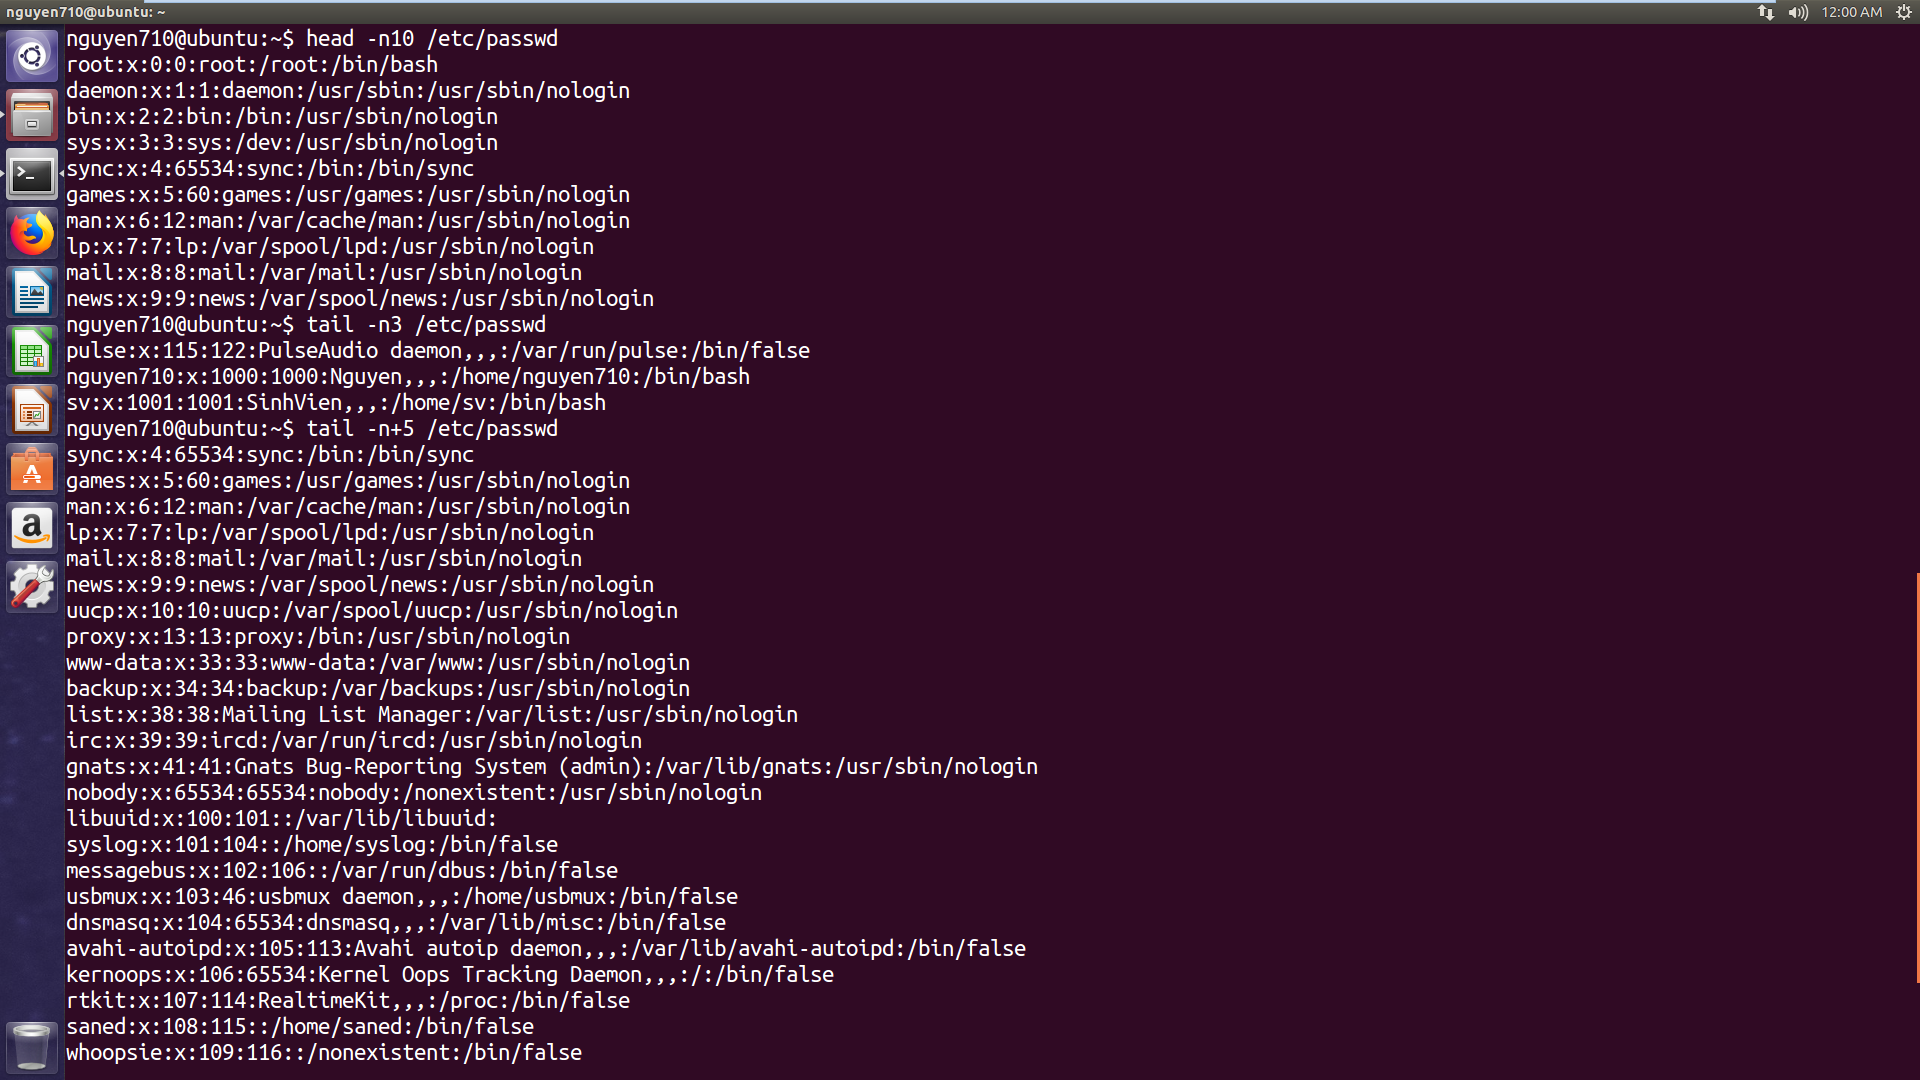 nguyen710@ubuntu: ~
12:00 AM
nguyen710@ubuntu:~$ head -n10 /etc/passwd
root:x:0:0:root:/root:/bin/bash
daemon:x:1:1:daemon:/usr/sbin:/usr/sbin/nologin
bin:x:2:2:bin:/bin:/usr/sbin/nologin
sys:x:3:3:sys:/dev:/usr/sbin/nologin
sync:x:4:65534:sync:/bin:/bin/sync
games:x:5:60:games:/usr/games:/usr/sbin/nologin
man:x:6:12:man:/var/cache/man:/usr/sbin/nologin
lp:x:7:7:lp:/var/spool/lpd:/usr/sbin/nologin
mail:x:8:8:mail:/var/mail:/usr/sbin/nologin
news:x:9:9:news:/var/spool/news:/usr/sbin/nologin
nguyen710@ubuntu:~$ tail -n3 /etc/passwd
pulse:x:115:122:PulseAudio daemon,,,:/var/run/pulse:/bin/false
nguyen710:x:1000:1000:Nguyen,,,:/home/nguyen710:/bin/bash
sv:x:1001:1001:SinhVien,,,:/home/sv:/bin/bash
nguyen710@ubuntu:~$ tail -n+5 /etc/passwd
sync:x:4:65534:sync:/bin:/bin/sync
games:x:5:60:games:/usr/games:/usr/sbin/nologin
man:x:6:12:man:/var/cache/man:/usr/sbin/nologin
lp:x:7:7:lp:/var/spool/lpd:/usr/sbin/nologin
mail:x:8:8:mail:/var/mail:/usr/sbin/nologin
news:x:9:9:news:/var/spool/news:/usr/sbin/nologin
uucp:x:10:10:uucp:/var/spool/uucp:/usr/sbin/nologin
proxy:x:13:13:proxy:/bin:/usr/sbin/nologin
www-data:x:33:33:www-data:/var/www:/usr/sbin/nologin
backup:x:34:34:backup:/var/backups:/usr/sbin/nologin
list:x:38:38:Mailing List Manager:/var/list:/usr/sbin/nologin
irc:x:39:39:ircd:/var/run/ircd:/usr/sbin/nologin
gnats:x:41:41:Gnats Bug-Reporting System (admin):/var/lib/gnats:/usr/sbin/nologin
nobody:x:65534:65534:nobody:/nonexistent:/usr/sbin/nologin
libuuid:x:100:101::/var/lib/libuuid:
syslog:x:101:104::/home/syslog:/bin/false
messagebus:x:102:106::/var/run/dbus:/bin/false
usbmux:x:103:46:usbmux daemon,,,:/home/usbmux:/bin/false
dnsmasq:x:104:65534:dnsmasq,,,:/var/lib/misc:/bin/false
avahi-autoipd:x:105:113:Avahi autoip daemon,,,:/var/lib/avahi-autoipd:/bin/false
kernoops:x:106:65534:Kernel Oops Tracking Daemon,,,:/:/bin/false
rtkit:x:107:114:RealtimeKit,,,:/proc:/bin/false
saned:x:108:115::/home/saned:/bin/false
whoopsie:x:109:116::/nonexistent:/bin/false